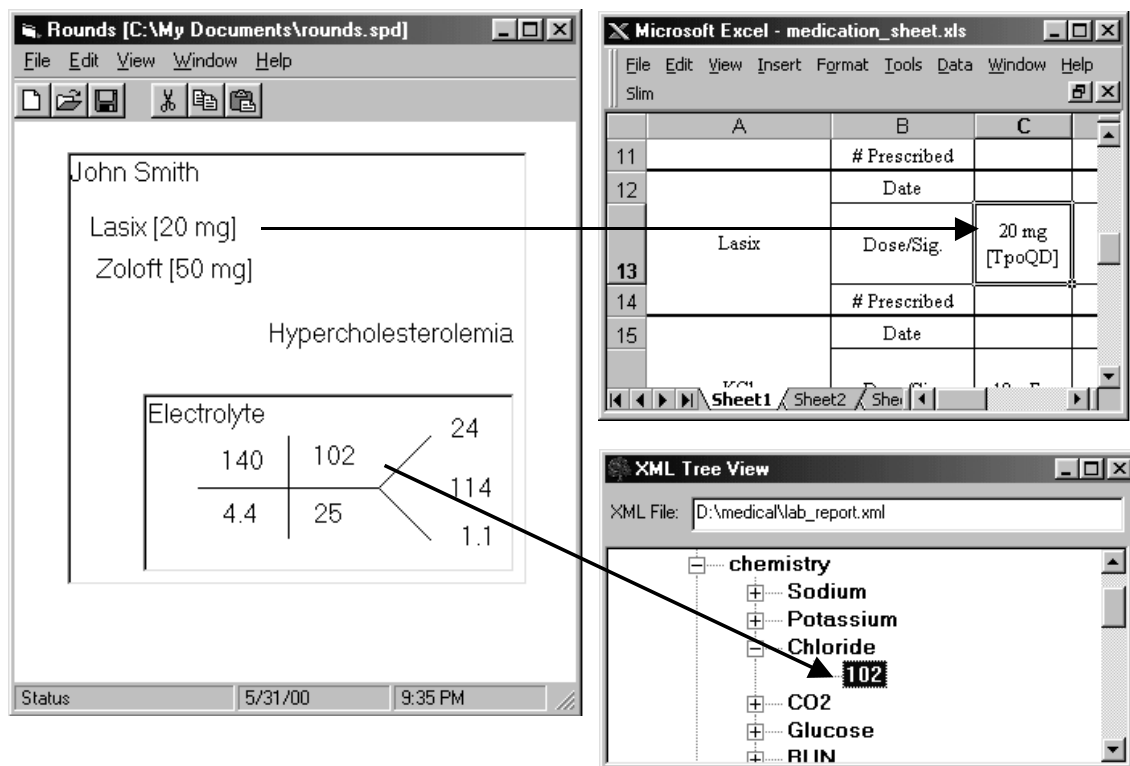 Rounds [C:\My Documents\rounds.spd]
File Edit View Window Help
John Smith
Lasix [20 mg]
Zoloft [50 mg]
Hypercholesterolemia
Electrolyte
140 102 24
114
4.4 25
1.1
Status 5/31/00 9:35 PM
Microsoft Excel - medication_sheet.xls
File Edit View Insert Format Tools Data Window Help
Slim
A B C
11 # Prescribed
12 Date
13 Lasix Dose/Sig. 20 mg
[TpoQD]
14 # Prescribed
15 Date
Sheet1 Sheet2
XML Tree View
XML File: D:\medical\lab_report.xml
chemistry
Sodium
Potassium
Chloride
102
CO2
Glucose